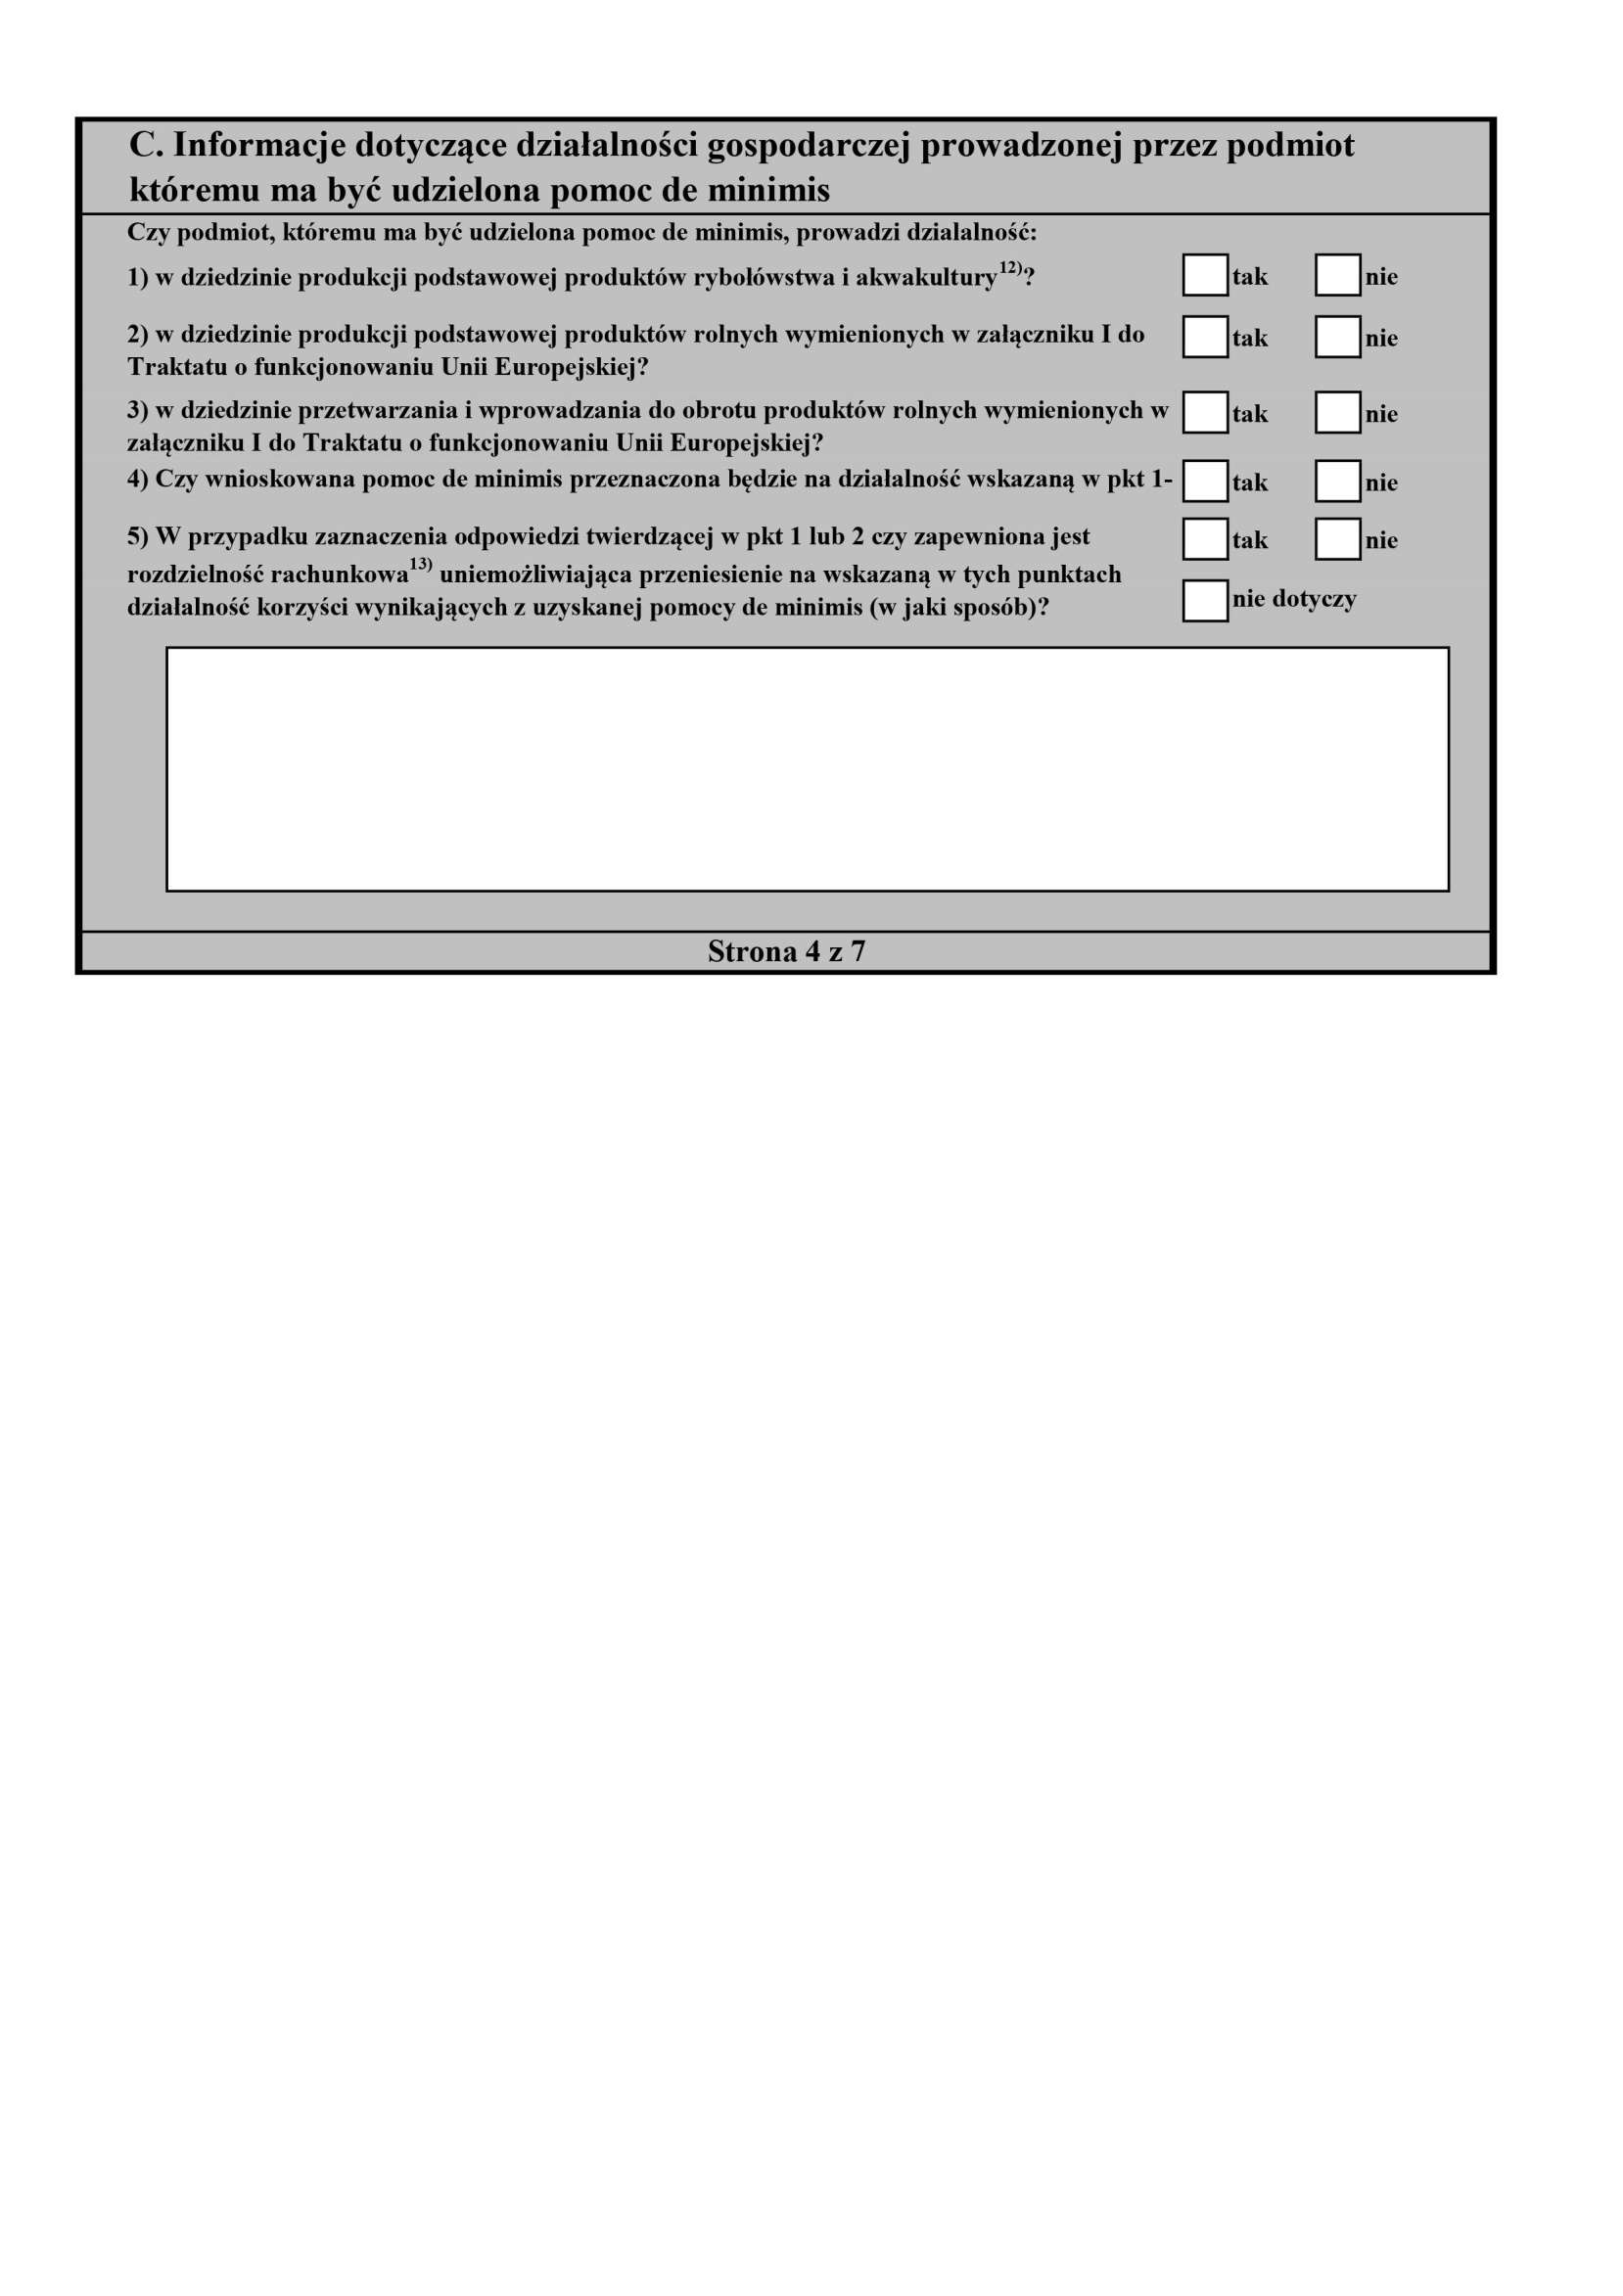 C. Informacje dotyczące działalności gospodarczej prowadzonej przez podmiot
któremu ma być udzielona pomoc de minimis
Czy podmiot, któremu ma być udzielona pomoc de minimis, prowadzi dzialalność:
1) w dziedzinie produkcji podstawowej produktów rybołówstwa i akwakultury12)? tak nie
2) w dziedzinie produkcji podstawowej produktów rolnych wymienionych w załączniku I do tak nie
Traktatu o funkcjonowaniu Unii Europejskiej?
3) w dziedzinie przetwarzania i wprowadzania do obrotu produktów rolnych wymienionych w tak nie
załączniku I do Traktatu o funkcjonowaniu Unii Europejskiej?
4) Czy wnioskowana pomoc de minimis przeznaczona będzie na działalność wskazaną w pkt 1- tak nie
5) W przypadku zaznaczenia odpowiedzi twierdzącej w pkt 1 lub 2 czy zapewniona jest tak nie
rozdzielność rachunkowa13) uniemożliwiająca przeniesienie na wskazaną w tych punktach
działalność korzyści wynikających z uzyskanej pomocy de minimis (w jaki sposób)? nie dotyczy
Strona 4 z 7